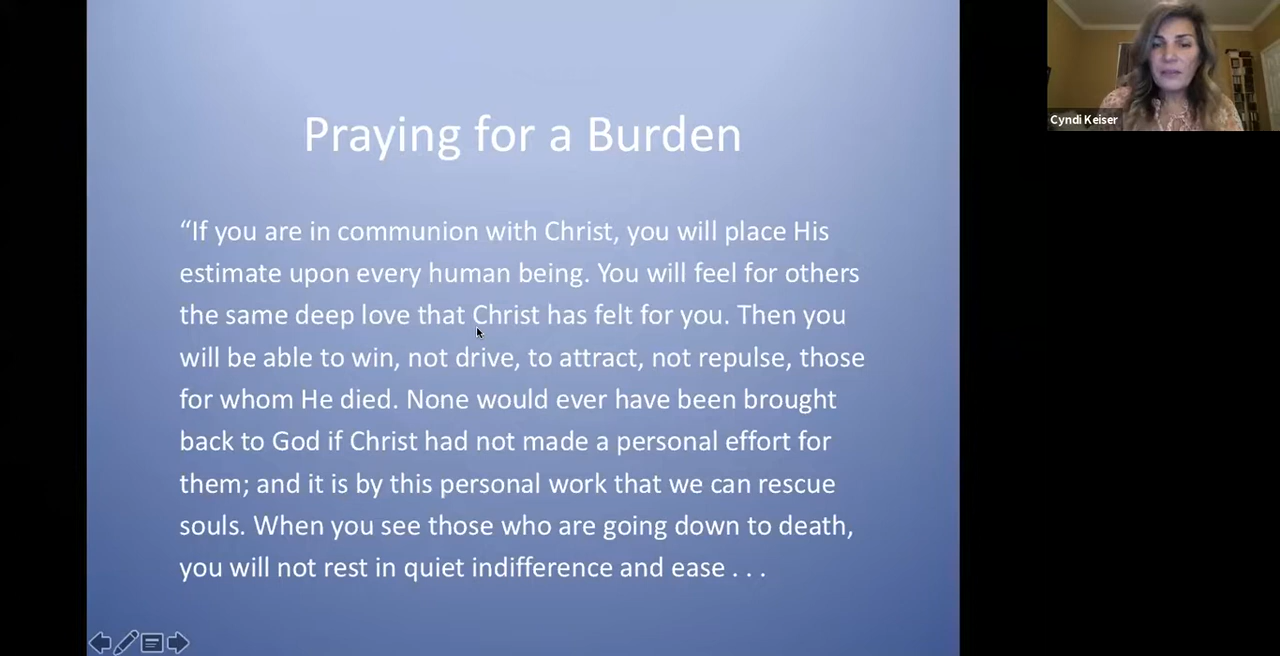 Praying for a Burden
“If you are in communion with Christ, you will place His
estimate upon every human being. You will feel for others
the same deep love that Christ has felt for you. Then you
will be able to win, not drive, to attract, not repulse, those
for whom He died. None would ever have been brought
back to God if Christ had not made a personal effort for
them; and it is by this personal work that we can rescue
souls. When you see those who are going down to death,
you will not rest in quiet indifference and ease . . .
Cyndi Keiser